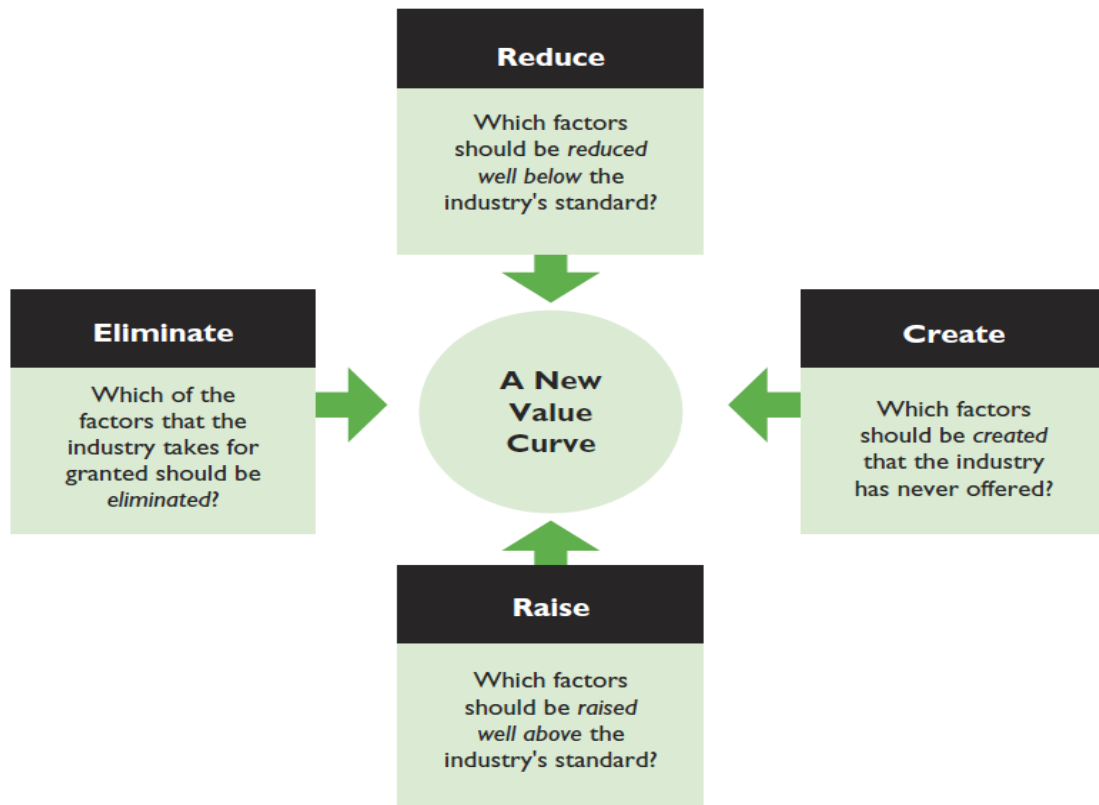 Reduce
Which factors
should be reduced
well below the
industry's standard?
Eliminate
Which of the
factors that the
industry takes for
granted should be
eliminated?
A New
Value
Curve
Create
Which factors
should be created
that the industry
has never offered?
Raise
Which factors
should be raised
well above the
industry's standard?